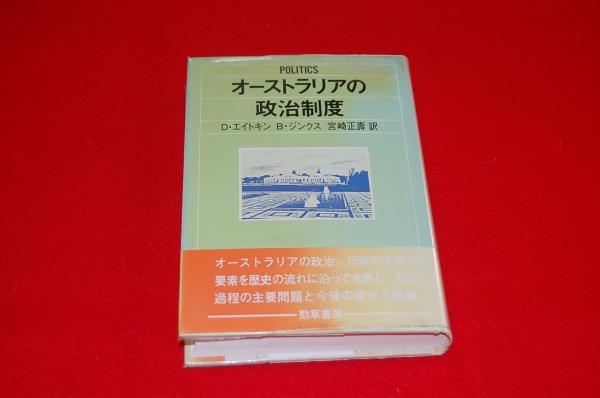 POLITICS
オーストラリアの
政治制度
D・エイトキン B・ジンクス 宮崎正壽 訳
オーストラリアの政治、行政の本質的
要素を歴史の流れに沿って考察し、政治
過程の主要問題と今後の変化を
勁草書房